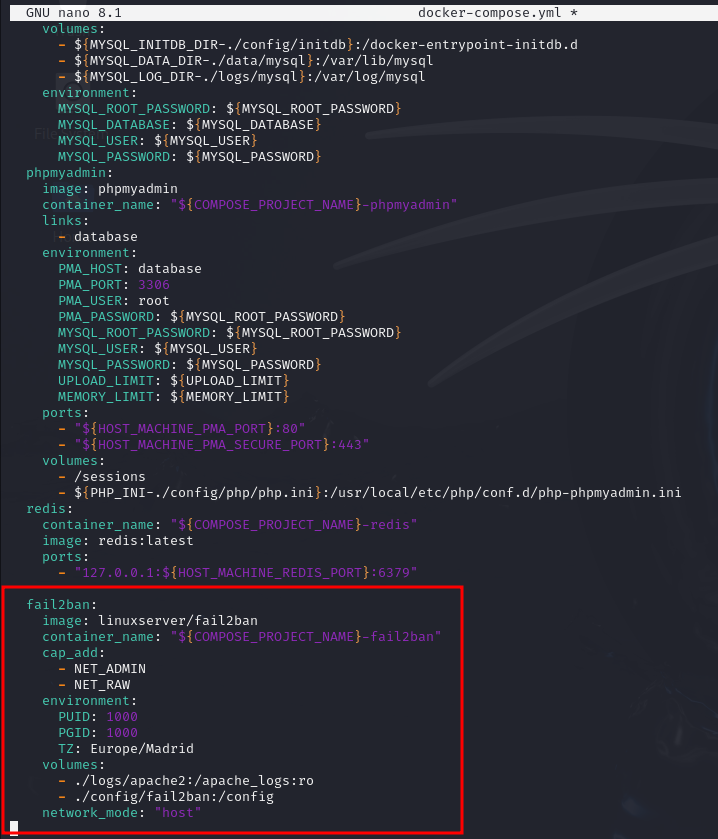 GNU nano 8.1 docker-compose.yml *
volumes:
- ${MYSQL_INITDB_DIR-./config/initdb}:/docker-entrypoint-initdb.d
- ${MYSQL_DATA_DIR-./data/mysql}:/var/lib/mysql
- ${MYSQL_LOG_DIR-./logs/mysql}:/var/log/mysql
environment:
MYSQL_ROOT_PASSWORD: ${MYSQL_ROOT_PASSWORD}
MYSQL_DATABASE: ${MYSQL_DATABASE}
MYSQL_USER: ${MYSQL_USER}
MYSQL_PASSWORD: ${MYSQL_PASSWORD}
phpmyadmin:
image: phpmyadmin
container_name: "${COMPOSE_PROJECT_NAME}-phpmyadmin"
links:
- database
environment:
PMA_HOST: database
PMA_PORT: 3306
PMA_USER: root
PMA_PASSWORD: ${MYSQL_ROOT_PASSWORD}
MYSQL_ROOT_PASSWORD: ${MYSQL_ROOT_PASSWORD}
MYSQL_USER: ${MYSQL_USER}
MYSQL_PASSWORD: ${MYSQL_PASSWORD}
UPLOAD_LIMIT: ${UPLOAD_LIMIT}
MEMORY_LIMIT: ${MEMORY_LIMIT}
ports:
- "${HOST_MACHINE_PMA_PORT}:80"
- "${HOST_MACHINE_PMA_SECURE_PORT}:443"
volumes:
- /sessions
- ${PHP_INI-./config/php/php.ini}:/usr/local/etc/php/conf.d/php-phpmyadmin.ini
redis:
container_name: "${COMPOSE_PROJECT_NAME}-redis"
image: redis:latest
ports:
- "127.0.0.1:${HOST_MACHINE_REDIS_PORT}:6379"
fail2ban:
image: linuxserver/fail2ban
container_name: "${COMPOSE_PROJECT_NAME}-fail2ban"
cap_add:
- NET_ADMIN
- NET_RAW
environment:
PUID: 1000
PGID: 1000
TZ: Europe/Madrid
volumes:
- ./logs/apache2:/apache_logs:ro
- ./config/fail2ban:/config
network_mode: "host"